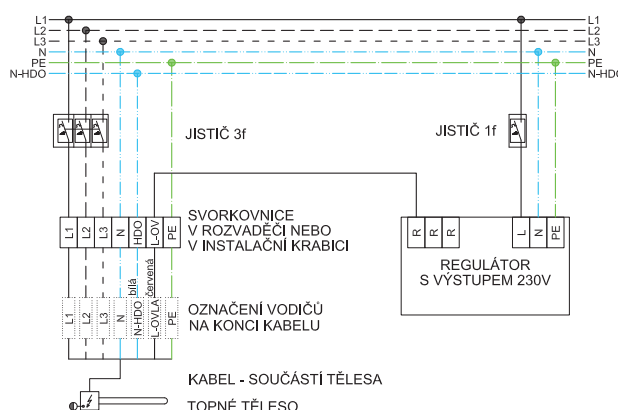 L1
L2
L3
N
PE
N-HDO
L1
L2
L3
N
PE
N-HDO
JISTIČ 3f
JISTIČ 1f
L1
L2
L3
N
HDO
L-OV
PE
SVORKOVNICE
V ROZVADĚČI NEBO
V INSTALAČNÍ KRABICI
R
R
R
L
N
PE
REGULÁTOR
S VÝSTUPEM 230V
bílá
červená
L1
L2
L3
N
N-HDO
L-OVLA
PE
OZNAČENÍ VODIČŮ
NA KONCI KABELU
KABEL - SOUČÁSTÍ TĚLESA
TOPNÉ TĚLESO